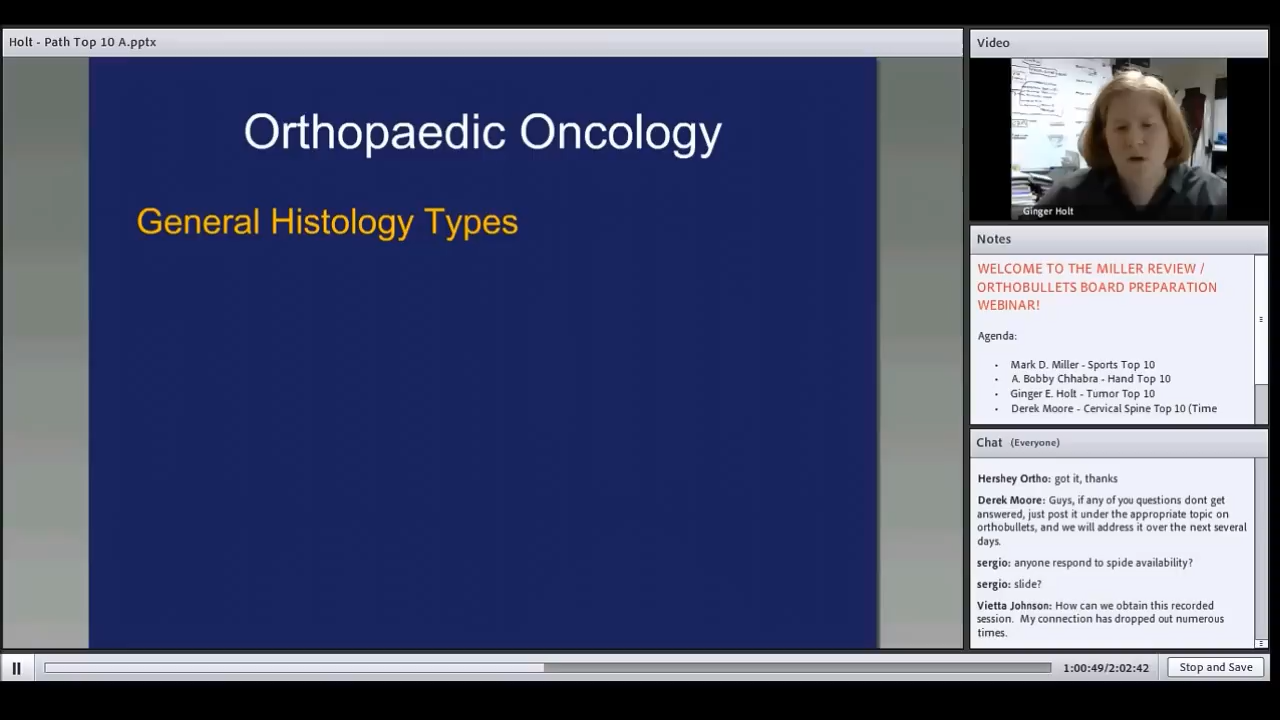 Holt - Path Top 10 A.pptx
Orthopaedic Oncology
General Histology Types
Video
Ginger Holt
Notes
WELCOME TO THE MILLER REVIEW /
ORTHOBULLETS BOARD PREPARATION
WEBINAR!
Agenda:
• Mark D. Miller - Sports Top 10
• A. Bobby Chhabra - Hand Top 10
• Ginger E. Holt - Tumor Top 10
• Derek Moore - Cervical Spine Top 10 (Time
Chat (Everyone)
Hershey Ortho: got it, thanks
Derek Moore: Guys, if any of you questions dont get
answered, just post it under the appropriate topic on
orthobullets, and we will address it over the next several
days.
sergio: anyone respond to spide availability?
sergio: slide?
Vietta Johnson: How can we obtain this recorded
session. My connection has dropped out numerous
times.
1:00:49/2:02:42
Stop and Save